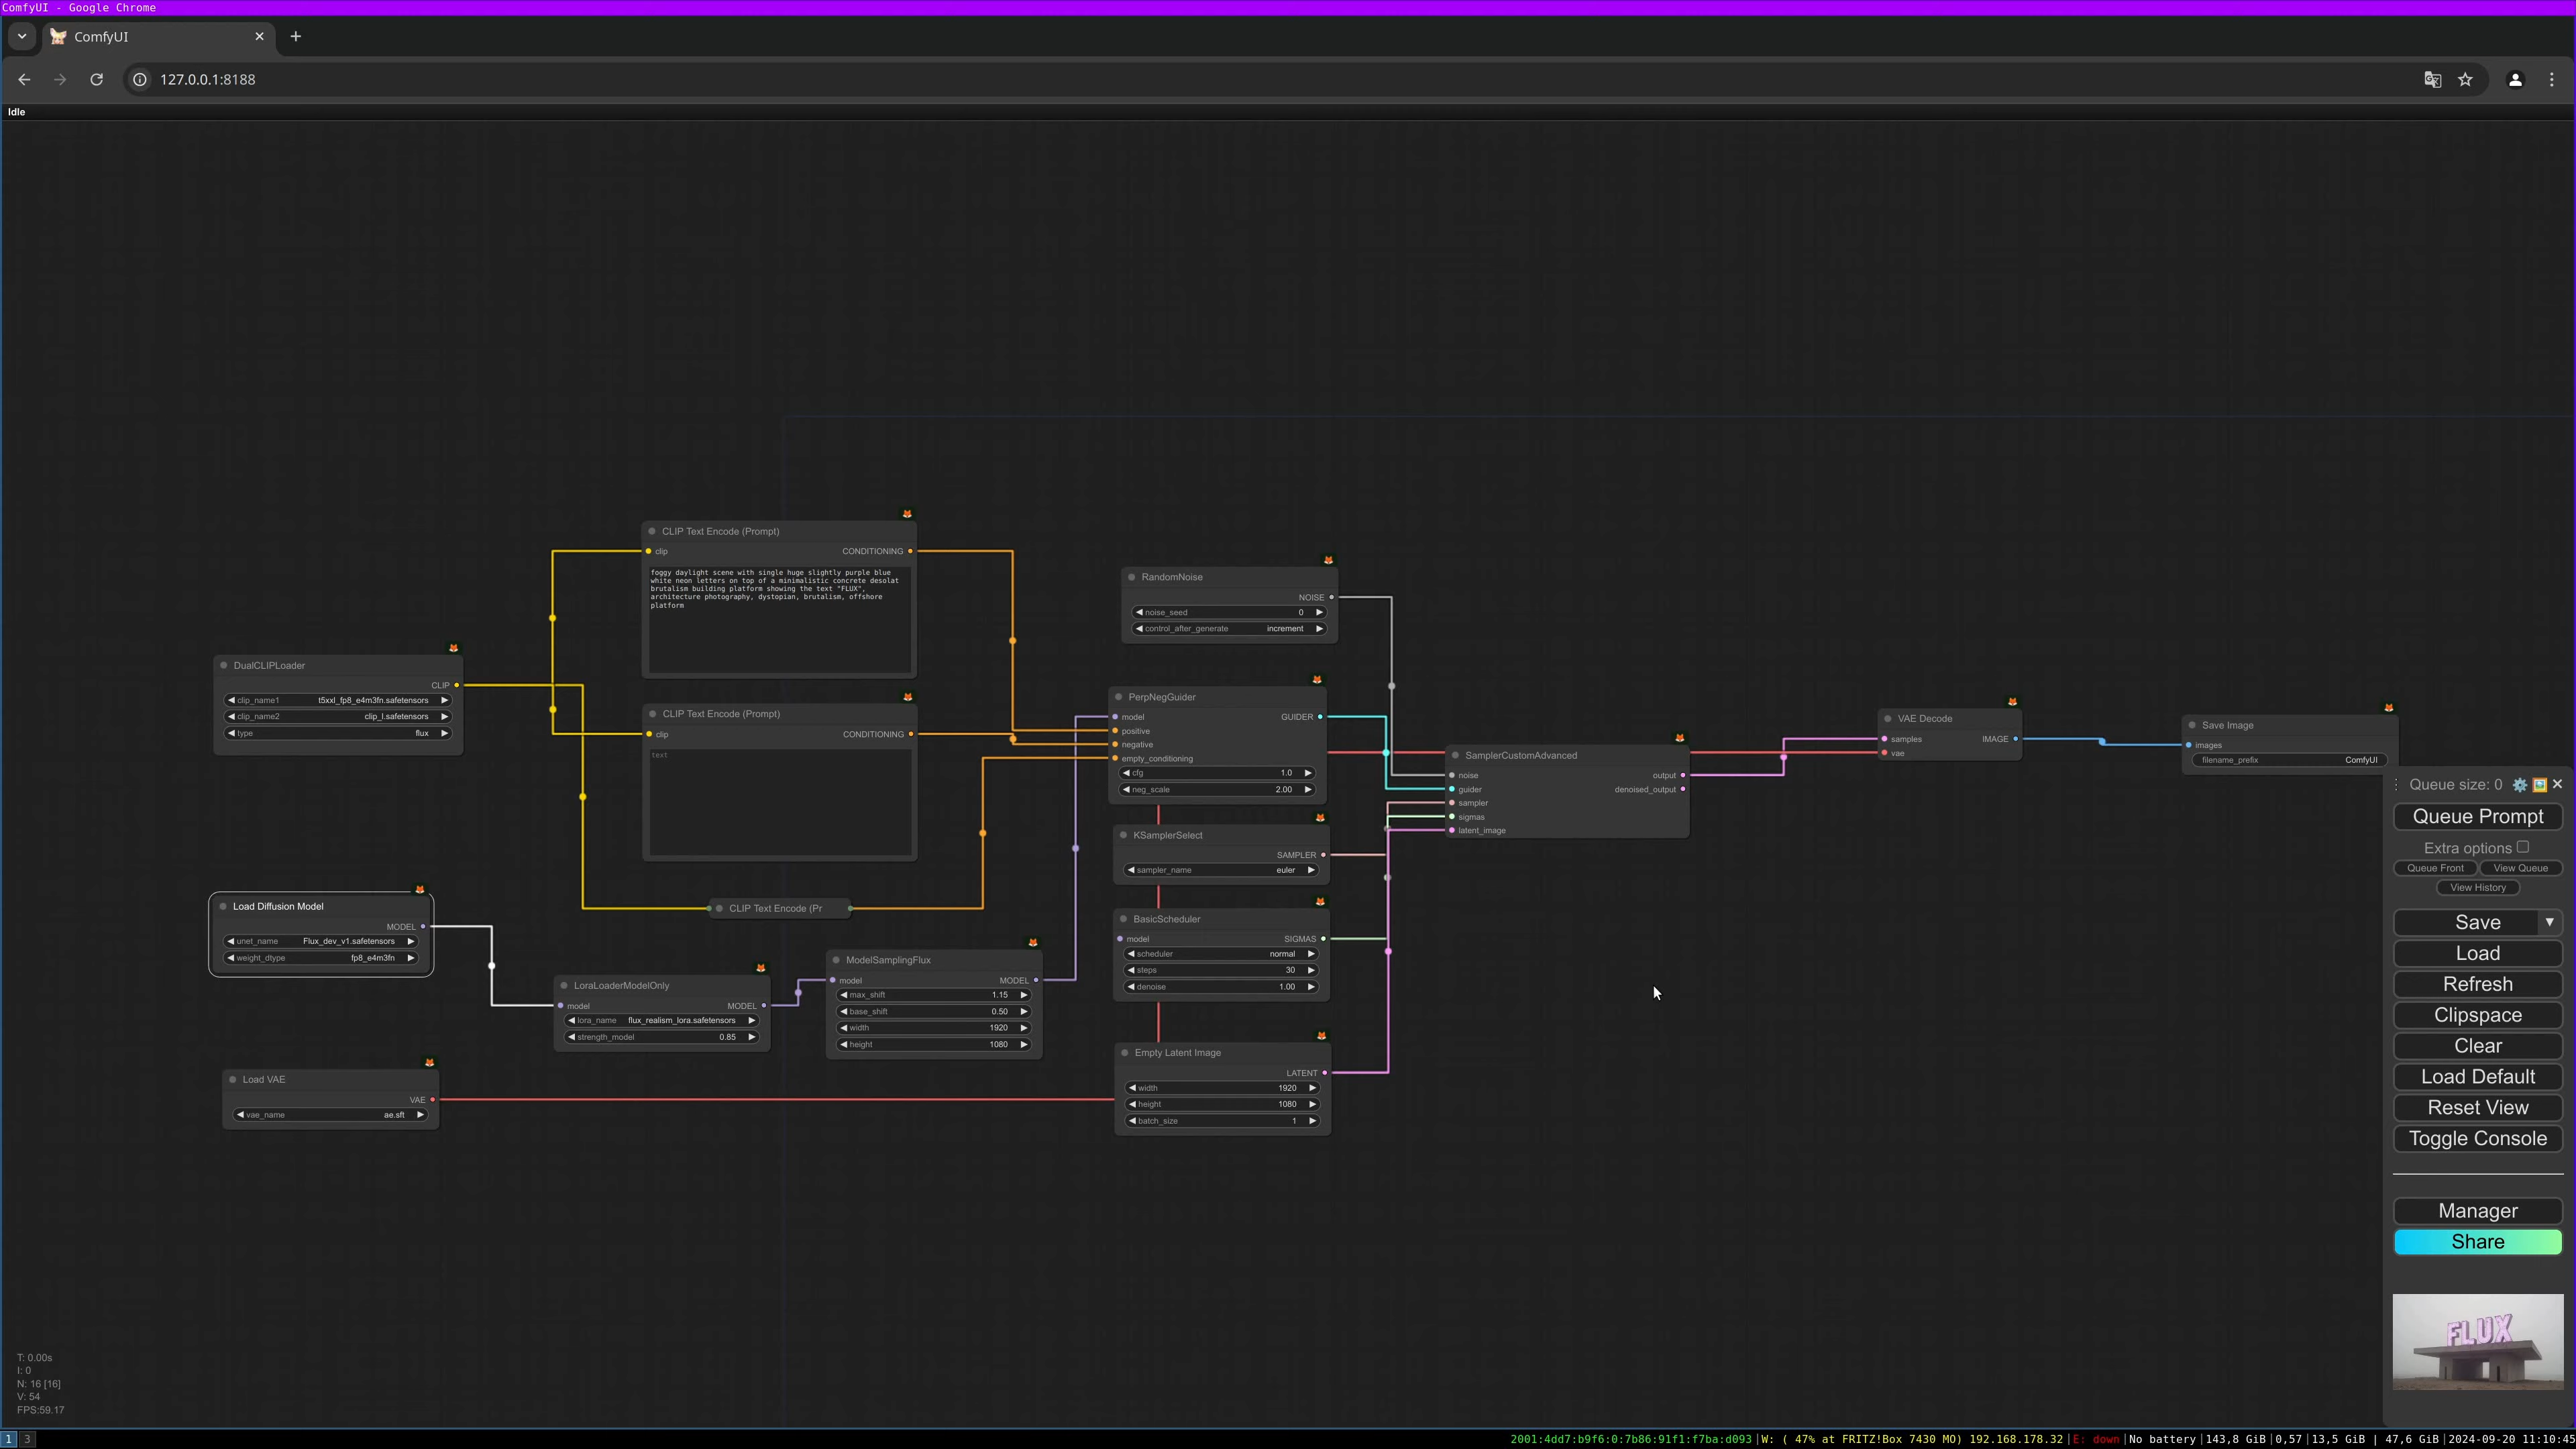 ComfyUI - Google Chrome
ComfyUI
127.0.0.1:8188
Idle
CLIP Text Encode (Prompt)
clip CONDITIONING
foggy daylight scene with single huge slightly purple blue
white neon letters on top of a minimalistic concrete desolat
brutalism building platform showing the text "FLUX",
architecture photography, dystopian, brutalism, offshore
platform
RandomNoise
NOISE
noise_seed 0
control_after_generate increment
DualCLIPLoader
CLIP
clip_name1 t5xxl_fp8_e4m3fn.safetensors
clip_name2 clip_l.safetensors
type flux
CLIP Text Encode (Prompt)
clip CONDITIONING
text
PerpNegGuider
model GUIDER
positive
negative
empty_conditioning
cfg 1.0
neg_scale 2.00
SamplerCustomAdvanced
noise output
guider denoised_output
sampler
sigmas
latent_image
VAE Decode
samples IMAGE
vae
Save Image
images
filename_prefix ComfyUI
KSamplerSelect
SAMPLER
sampler_name euler
Load Diffusion Model
MODEL
unet_name Flux_dev_v1.safetensors
weight_dtype fp8_e4m3fn
CLIP Text Encode (Pr
BasicScheduler
model SIGMAS
scheduler normal
steps 30
denoise 1.00
LoraLoaderModelOnly
model MODEL
lora_name flux_realism_lora.safetensors
strength_model 0.85
ModelSamplingFlux
model MODEL
max_shift 1.15
base_shift 0.50
width 1920
height 1080
Load VAE
VAE
vae_name ae.sft
Empty Latent Image
LATENT
width 1920
height 1080
batch_size 1
Queue size: 0
Queue Prompt
Extra options
Queue Front View Queue
View History
Save
Load
Refresh
Clipspace
Clear
Load Default
Reset View
Toggle Console
Manager
Share
FLUX
T: 0.00s
I: 0
N: 16 [16]
V: 54
FPS:59.17
1 3
2001:4dd7:b9f6:0:7b86:91f1:f7ba:d093|W: ( 47% at FRITZ!Box 7430 MO) 192.168.178.32|E: down|No battery|143,8 GiB|0,57|13,5 GiB | 47,6 GiB|2024-09-20 11:10:45